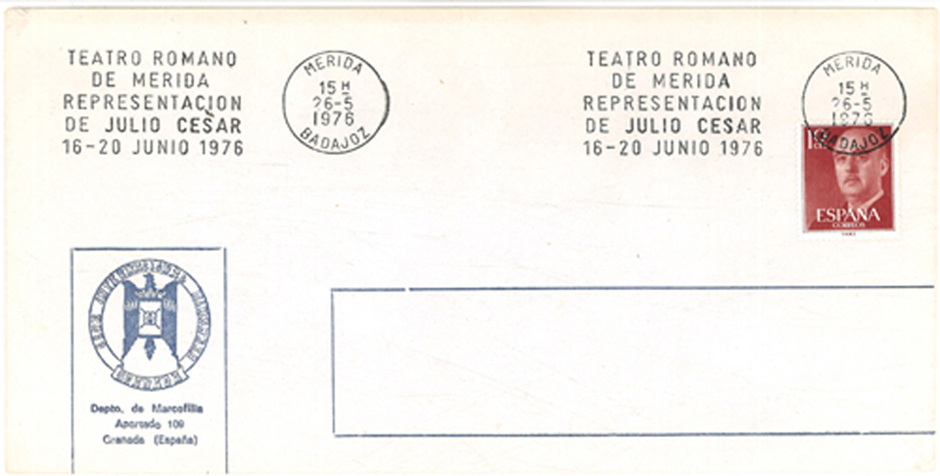 TEATRO ROMANO
DE MERIDA
REPRESENTACION
DE JULIO CESAR
16-20 JUNIO 1976
MERIDA
15 H
26-5
1976
BADAJOZ
TEATRO ROMANO
DE MERIDA
REPRESENTACION
DE JULIO CESAR
16-20 JUNIO 1976
MERIDA
15 H
26-5
1976
BADAJOZ
ESPAÑA
CORREOS
Depto. de Marcofilia
Apartado 109
Granada (España)